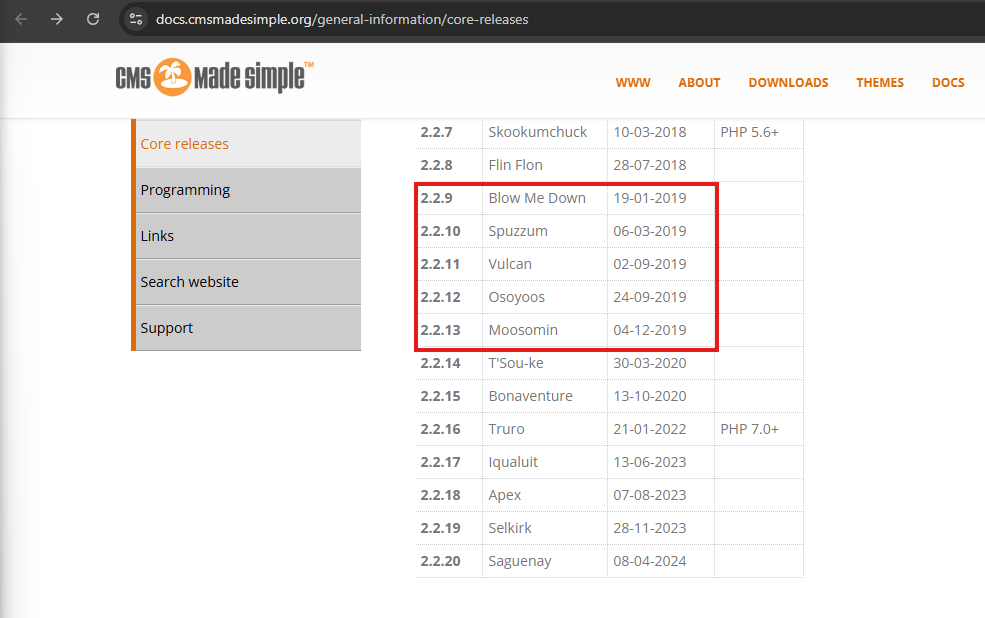 docs.cmsmadesimple.org/general-information/core-releases
CMS Made Simple™
WWW ABOUT DOWNLOADS THEMES DOCS
Core releases
Programming
Links
Search website
Support
2.2.7 Skookumchuck 10-03-2018 PHP 5.6+
2.2.8 Flin Flon 28-07-2018
2.2.9 Blow Me Down 19-01-2019
2.2.10 Spuzzum 06-03-2019
2.2.11 Vulcan 02-09-2019
2.2.12 Osoyoos 24-09-2019
2.2.13 Moosomin 04-12-2019
2.2.14 T'Sou-ke 30-03-2020
2.2.15 Bonaventure 13-10-2020
2.2.16 Truro 21-01-2022 PHP 7.0+
2.2.17 Iqualuit 13-06-2023
2.2.18 Apex 07-08-2023
2.2.19 Selkirk 28-11-2023
2.2.20 Saguenay 08-04-2024